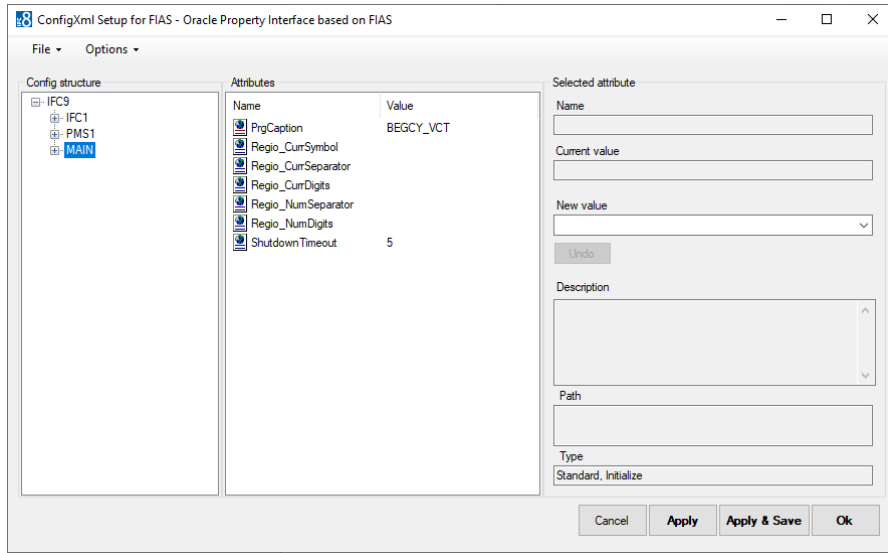 ConfigXml Setup for FIAS - Oracle Property Interface based on FIAS
File Options
Config structure
IFC9
IFC1
PMS1
MAIN
Attributes
Name Value
PrgCaption BEGCY_VCT
Regio_CurrSymbol
Regio_CurrSeparator
Regio_CurrDigits
Regio_NumSeparator
Regio_NumDigits
ShutdownTimeout 5
Selected attribute
Name
Current value
New value
Undo
Description
Path
Type
Standard, Initialize
Cancel Apply Apply & Save Ok